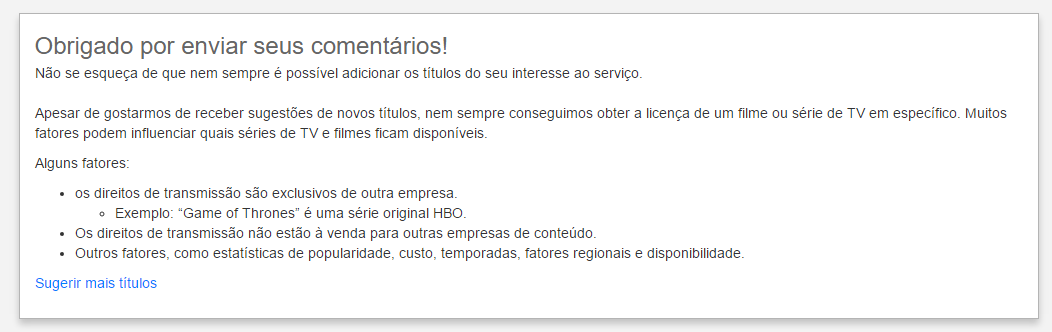 Obrigado por enviar seus comentários!
Não se esqueça de que nem sempre é possível adicionar os títulos do seu interesse ao serviço.
Apesar de gostarmos de receber sugestões de novos títulos, nem sempre conseguimos obter a licença de um filme ou série de TV em específico. Muitos
fatores podem influenciar quais séries de TV e filmes ficam disponíveis.
Alguns fatores:
• os direitos de transmissão são exclusivos de outra empresa.
◦ Exemplo: “Game of Thrones” é uma série original HBO.
• Os direitos de transmissão não estão à venda para outras empresas de conteúdo.
• Outros fatores, como estatísticas de popularidade, custo, temporadas, fatores regionais e disponibilidade.
Sugerir mais títulos